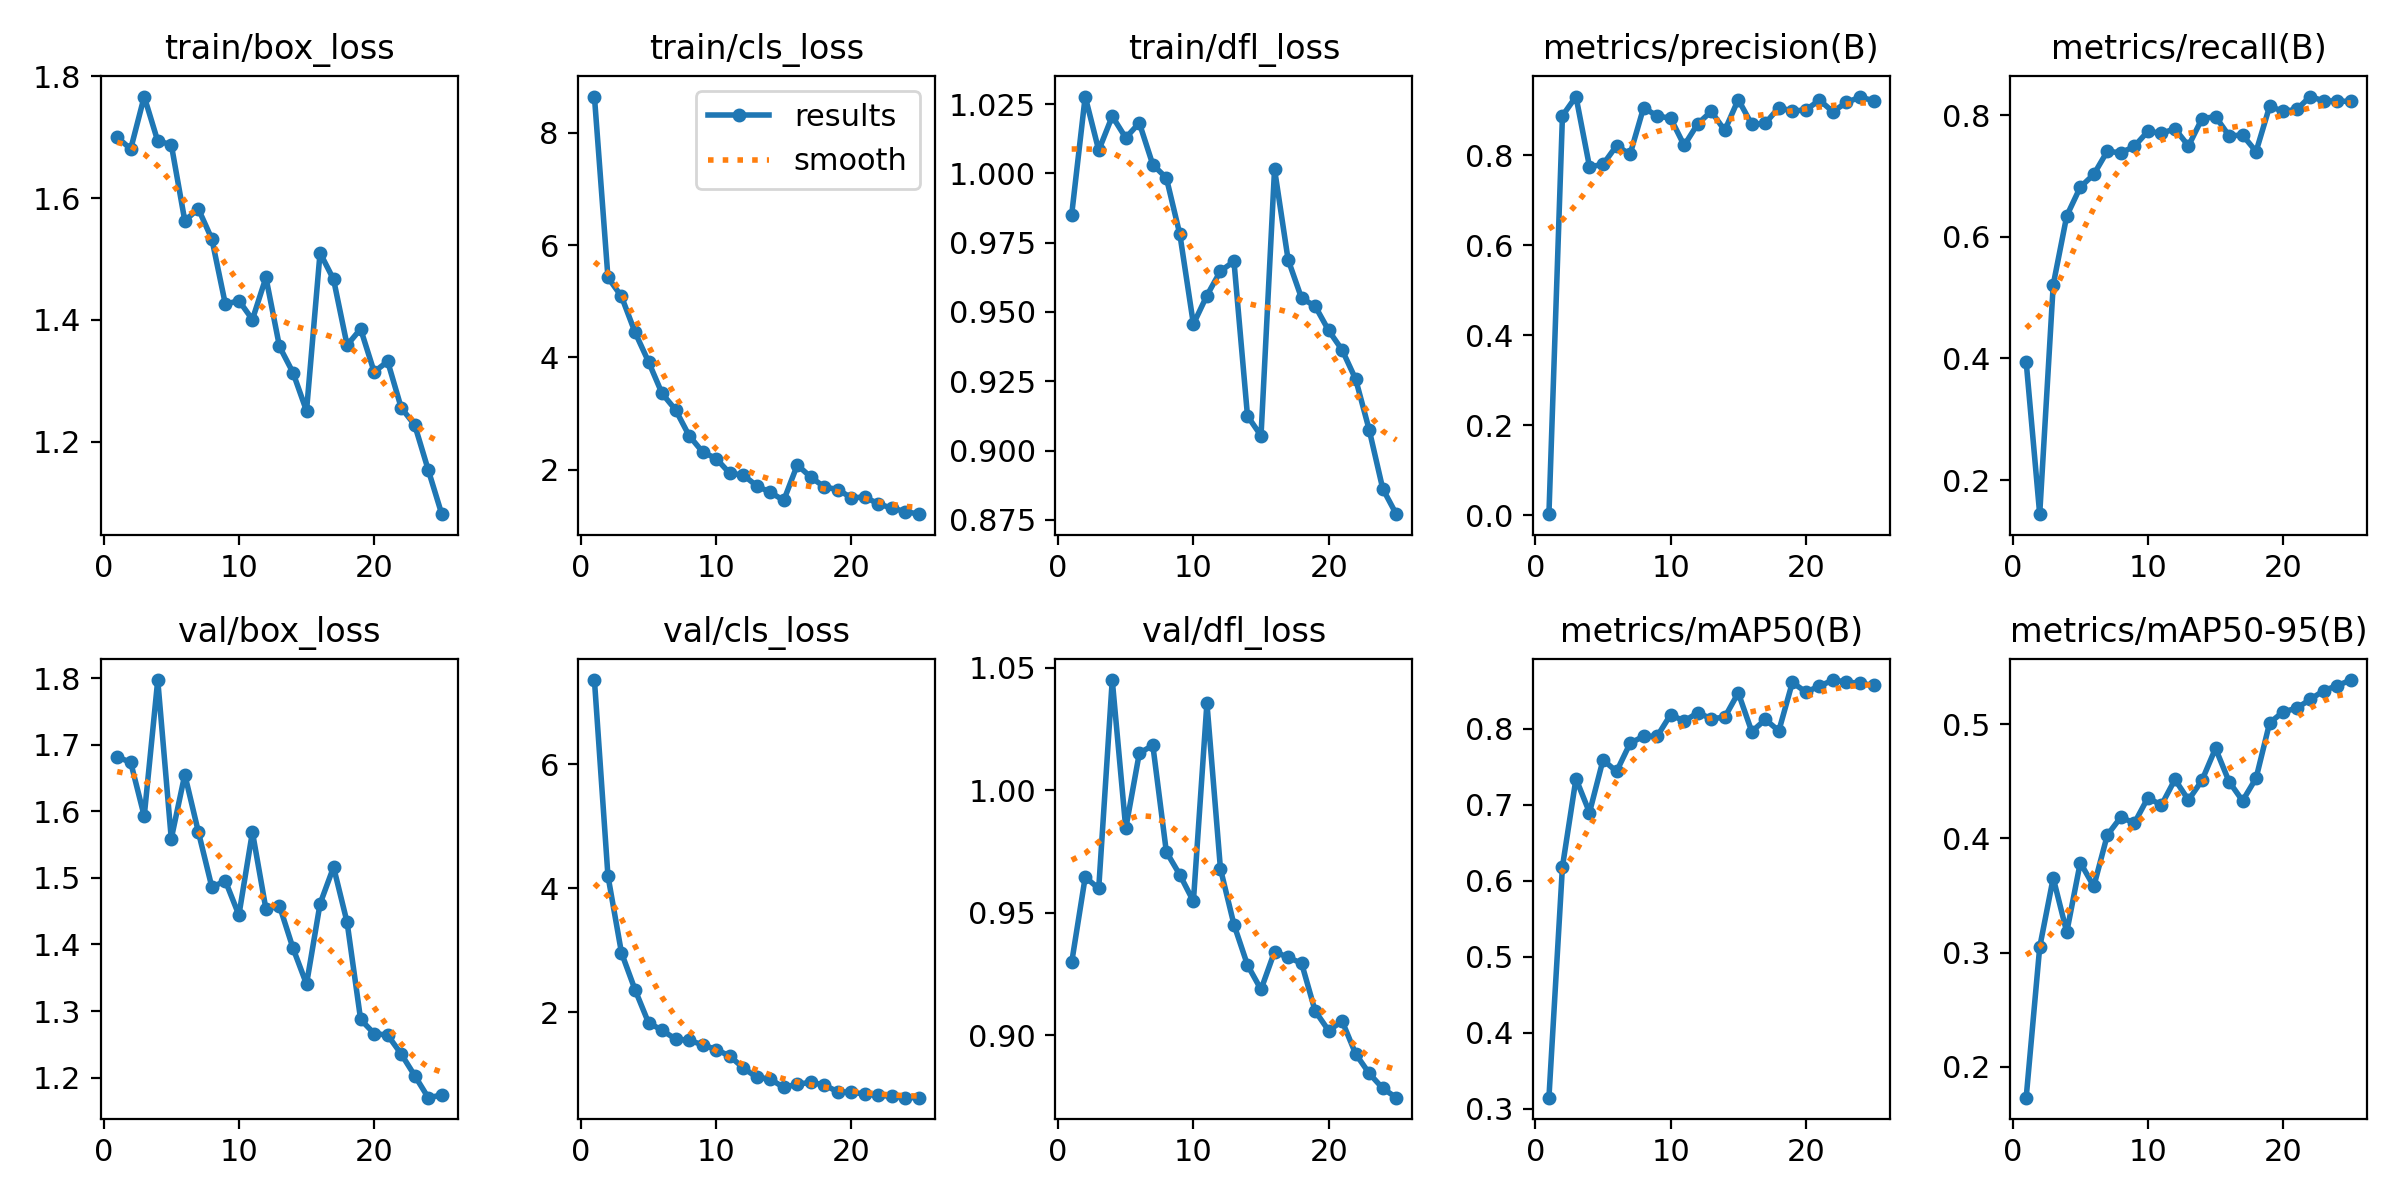 train/box_loss
1.8
1.6
1.4
1.2
0 10 20
train/cls_loss
results
smooth
8
6
4
2
0 10 20
train/dfl_loss
1.025
1.000
0.975
0.950
0.925
0.900
0.875
0 10 20
metrics/precision(B)
0.8
0.6
0.4
0.2
0.0
0 10 20
metrics/recall(B)
0.8
0.6
0.4
0.2
0 10 20
val/box_loss
1.8
1.7
1.6
1.5
1.4
1.3
1.2
0 10 20
val/cls_loss
6
4
2
0 10 20
val/dfl_loss
1.05
1.00
0.95
0.90
0 10 20
metrics/mAP50(B)
0.8
0.7
0.6
0.5
0.4
0.3
0 10 20
metrics/mAP50-95(B)
0.5
0.4
0.3
0.2
0 10 20